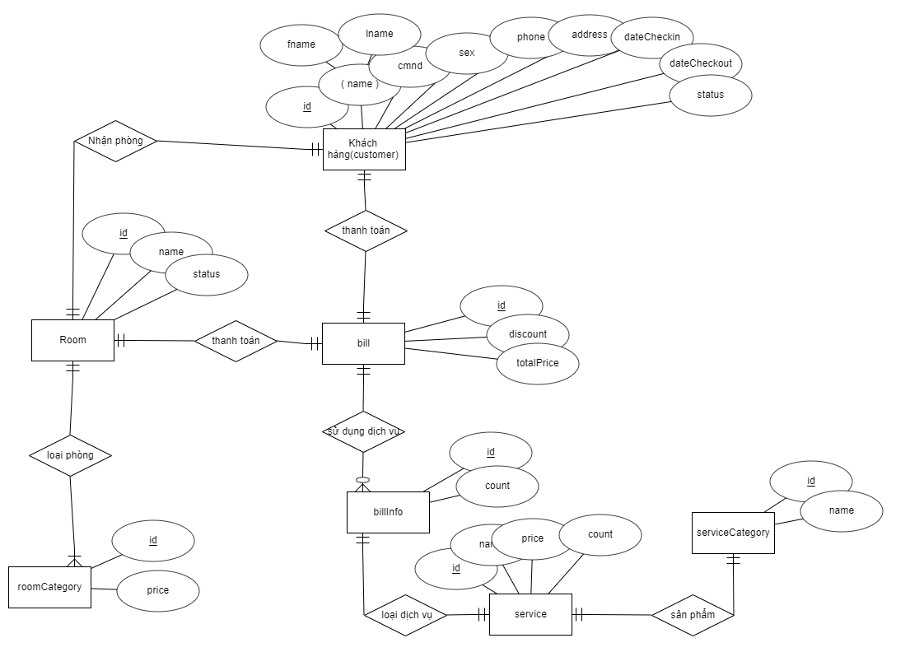 lname
fname
phone
address
dateCheckin
sex
cmnd
dateCheckout
( name )
status
id
Nhận phòng
Khách
hàng(customer)
thanh toán
id
name
status
id
discount
totalPrice
Room
thanh toán
bill
sử dụng dịch vụ
loại phòng
id
count
id
name
billInfo
serviceCategory
id
price
name
price
count
id
roomCategory
loại dịch vụ
service
sản phẩm